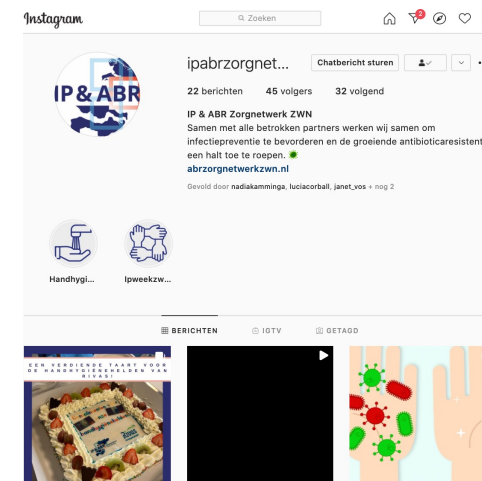 Instagram
Zoeken
2
IP & ABR
ipabrzorgnet...
Chatbericht sturen
22 berichten 45 volgers 32 volgend
IP & ABR Zorgnetwerk ZWN
Samen met alle betrokken partners werken wij samen om
infectiepreventie te bevorderen en de groeiende antibioticaresistent
een halt toe te roepen.
abrzorgnetwerkzwn.nl
Gevolgd door nadiakamminga, luciacorball, janet_vos + nog 2
Handhygi... Ipweekzw...
BERICHTEN IGTV GETAGD
EEN VERDIENDE TAART VOOR
DE HANDHYGIËNEHELDEN VAN
RIVAS!